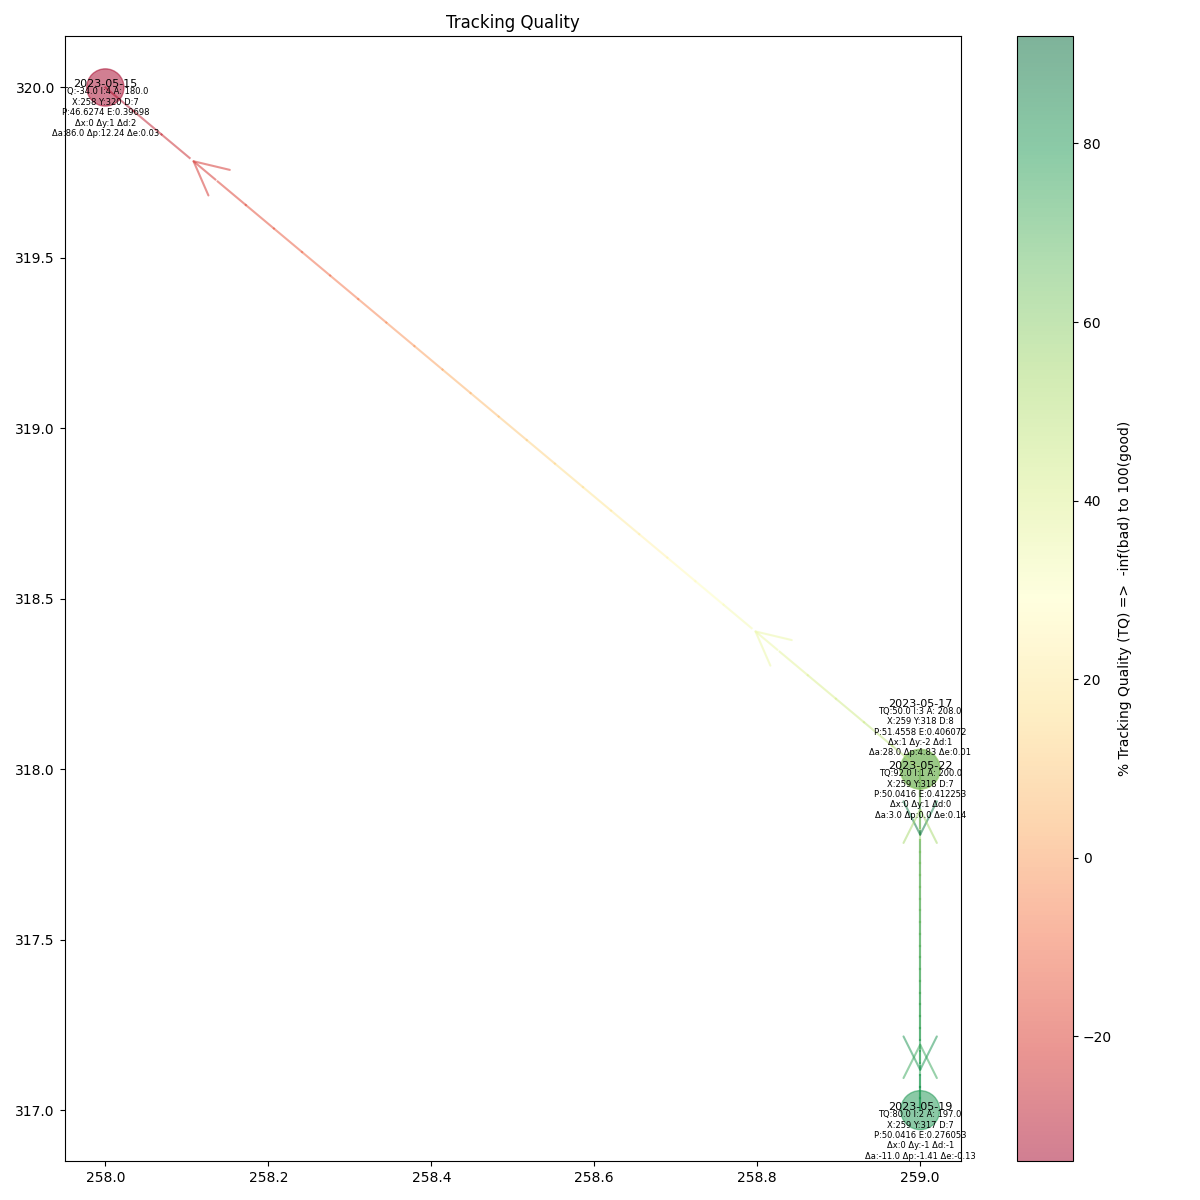 Tracking Quality
320.0
319.5
319.0
318.5
318.0
317.5
317.0
258.0
258.2
258.4
258.6
258.8
259.0
2023-05-15
TQ:-34.0 I:4 A: 180.0
X:258 Y:320 D:7
P:46.6274 E:0.39698
Δx:0 Δy:1 Δd:2
Δa:86.0 Δp:12.24 Δe:0.03
2023-05-17
TQ:50.0 I:3 A: 208.0
X:259 Y:318 D:8
P:51.4558 E:0.406072
Δx:1 Δy:-2 Δd:1
Δa:28.0 Δp:4.83 Δe:0.01
2023-05-22
TQ:92.0 I:1 A: 200.0
X:259 Y:318 D:7
P:50.0416 E:0.412253
Δx:0 Δy:1 Δd:0
Δa:3.0 Δp:0.0 Δe:0.14
2023-05-19
TQ:80.0 I:2 A: 197.0
X:259 Y:317 D:7
P:50.0416 E:0.276053
Δx:0 Δy:-1 Δd:-1
Δa:-11.0 Δp:-1.41 Δe:-0.13
80
60
40
20
0
−20
% Tracking Quality (TQ) =>  -inf(bad) to 100(good)